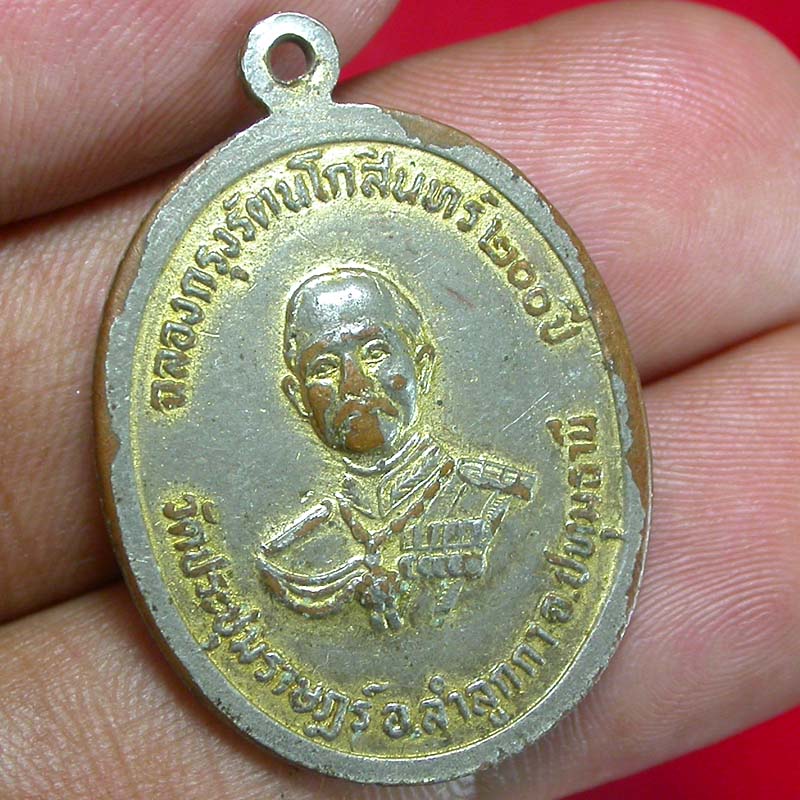 ฉลองกรุงรัตนโกสินทร์ ๒๐๐ ปี
วัดประชุมราษฎร์ อ.ลำลูกกา จ.ปทุมธานี